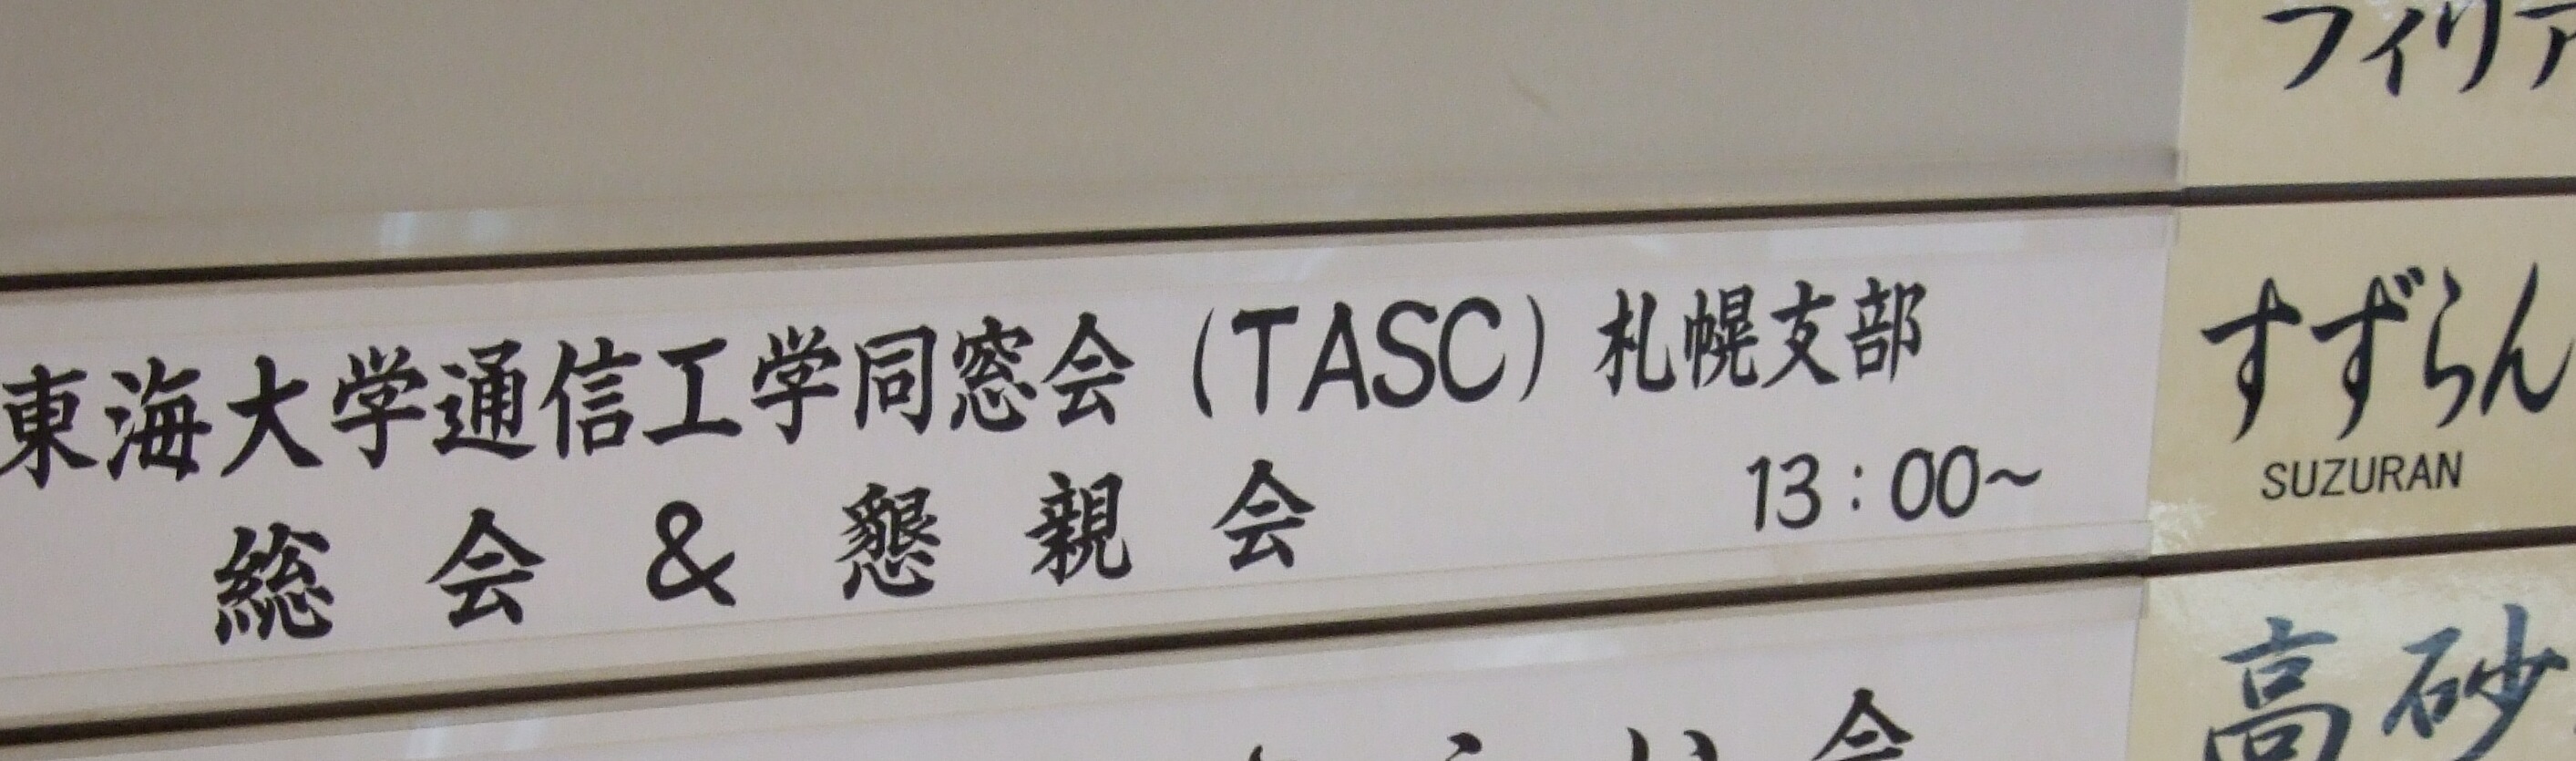 フィリア
東海大学通信工学同窓会（TASC）札幌支部
総会＆懇親会 13：00～
すずらん
SUZURAN
高砂
会